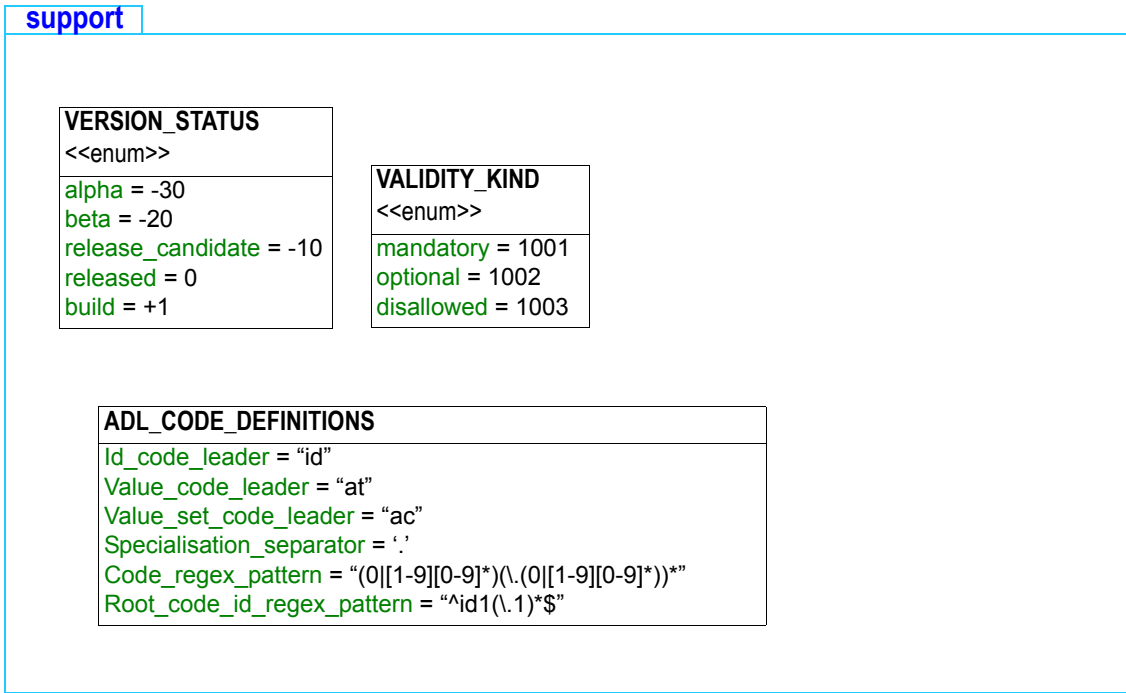 support
VERSION_STATUS
<<enum>>
alpha = -30
beta = -20
release_candidate = -10
released = 0
build = +1
VALIDITY_KIND
<<enum>>
mandatory = 1001
optional = 1002
disallowed = 1003
ADL_CODE_DEFINITIONS
Id_code_leader = “id”
Value_code_leader = “at”
Value_set_code_leader = “ac”
Specialisation_separator = ‘.’
Code_regex_pattern = “(0|[1-9][0-9]*)(\.(0|[1-9][0-9]*))*”
Root_code_id_regex_pattern = “^id1(\.1)*$”